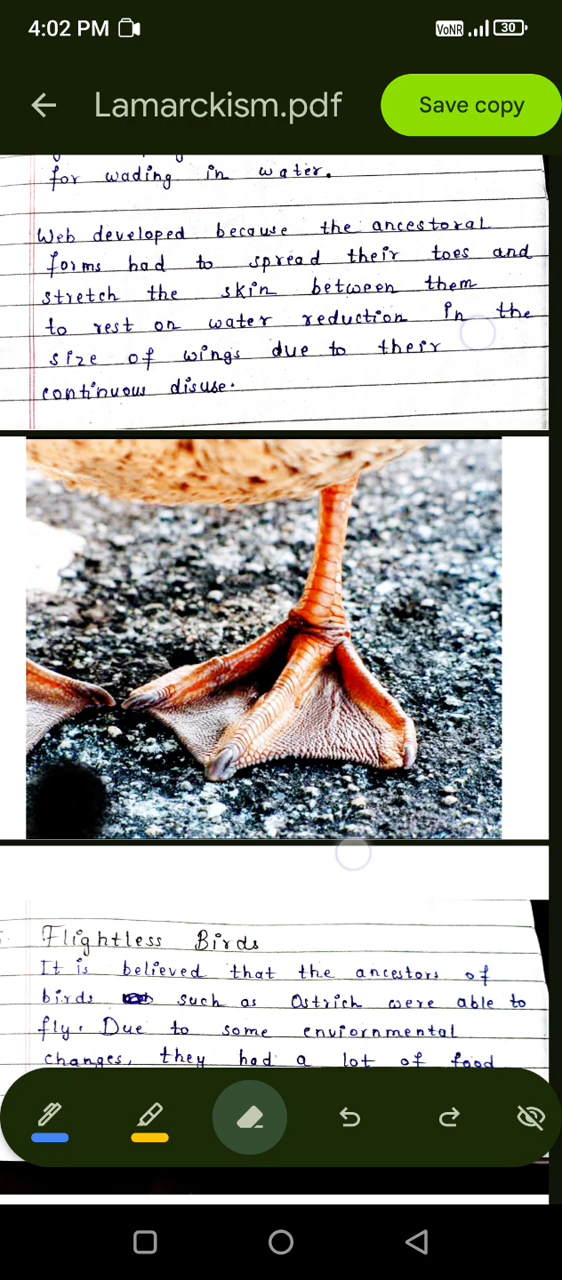 4:02 PM
VoNR
30
Lamarckism.pdf
Save copy
for wading in water.
Web developed because the ancestoral
forms had to spread their toes and
stretch the skin between them
to rest on water reduction in the
size of wings due to their
continuous disuse.
Flightless Birds
It is believed that the ancestors of
birds such as Ostrich were able to
fly. Due to some enviornmental
changes, they had a lot of food